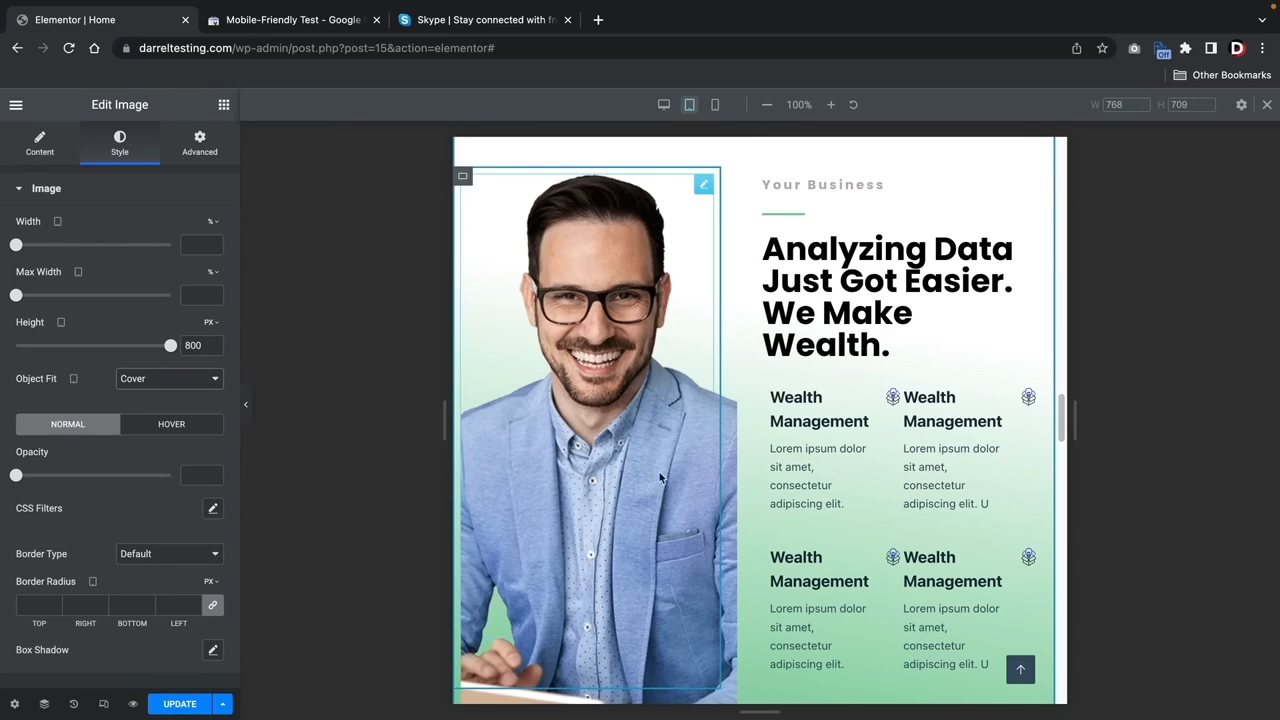 Elementor | Home
Mobile-Friendly Test - Google
Skype | Stay connected with fr
darreltesting.com/wp-admin/post.php?post=15&action=elementor#
Off
D
Other Bookmarks
Edit Image
100%
W 768
H 709
Content
Style
Advanced
Image
Width
%
Max Width
%
Height
PX
800
Object Fit
Cover
NORMAL
HOVER
Opacity
CSS Filters
Border Type
Default
Border Radius
PX
TOP
RIGHT
BOTTOM
LEFT
Box Shadow
UPDATE
Your Business
Analyzing Data
Just Got Easier.
We Make
Wealth.
Wealth
Management
Lorem ipsum dolor
sit amet,
consectetur
adipiscing elit.
Wealth
Management
Lorem ipsum dolor
sit amet,
consectetur
adipiscing elit. U
Wealth
Management
Lorem ipsum dolor
sit amet,
consectetur
adipiscing elit.
Wealth
Management
Lorem ipsum dolor
sit amet,
consectetur
adipiscing elit. U